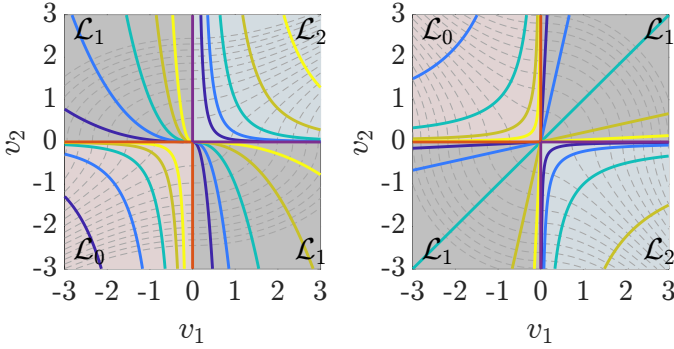 3 𝓛₁ 𝓛₂
2
1
v₂ 0
-1
-2
-3 𝓛₀ 𝓛₁
-3 -2 -1 0 1 2 3
v₁
3 𝓛₀ 𝓛₁
2
1
v₂ 0
-1
-2
-3 𝓛₁ 𝓛₂
-3 -2 -1 0 1 2 3
v₁